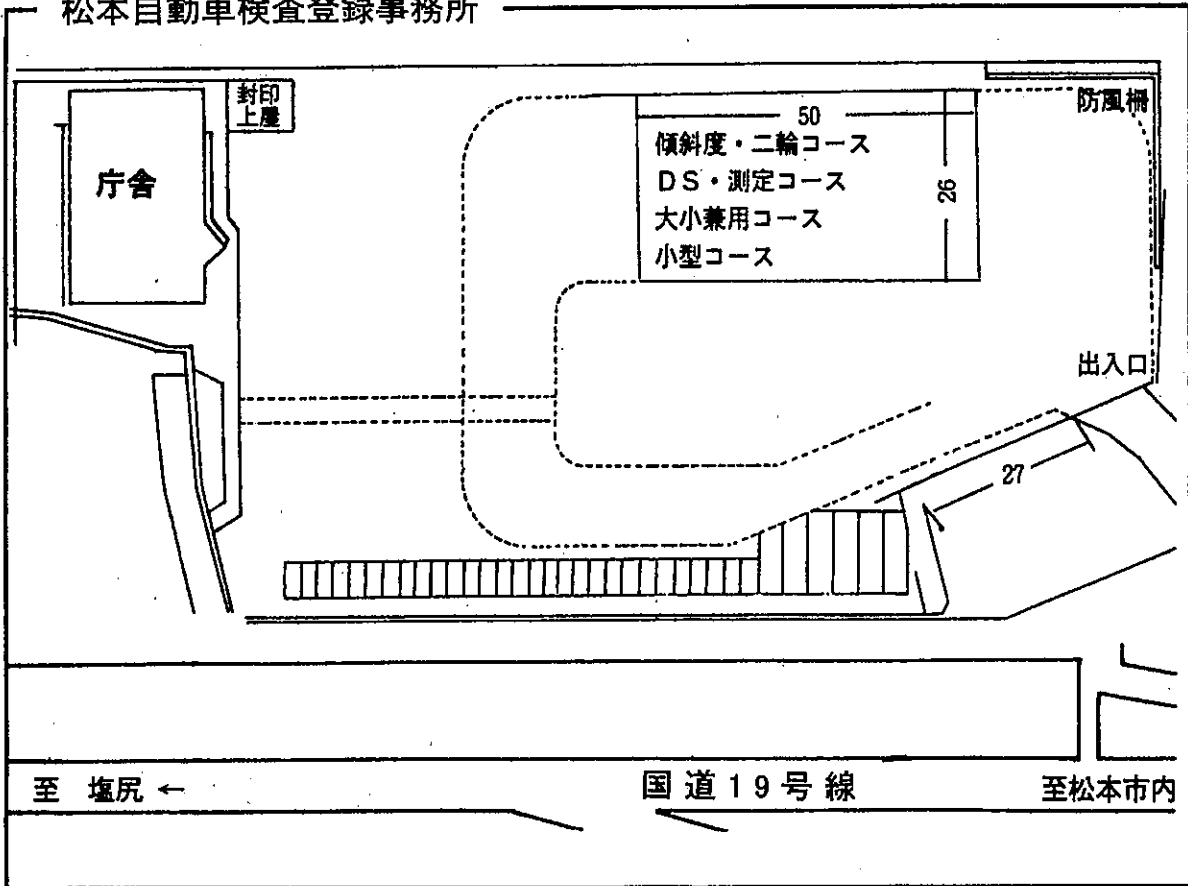 松本自動車検査登録事務所
封印
上屋
庁舎
50
26
傾斜度・二輪コース
DS・測定コース
大小兼用コース
小型コース
防風柵
出入口
27
至 塩尻 ←
国道19号線
至松本市内